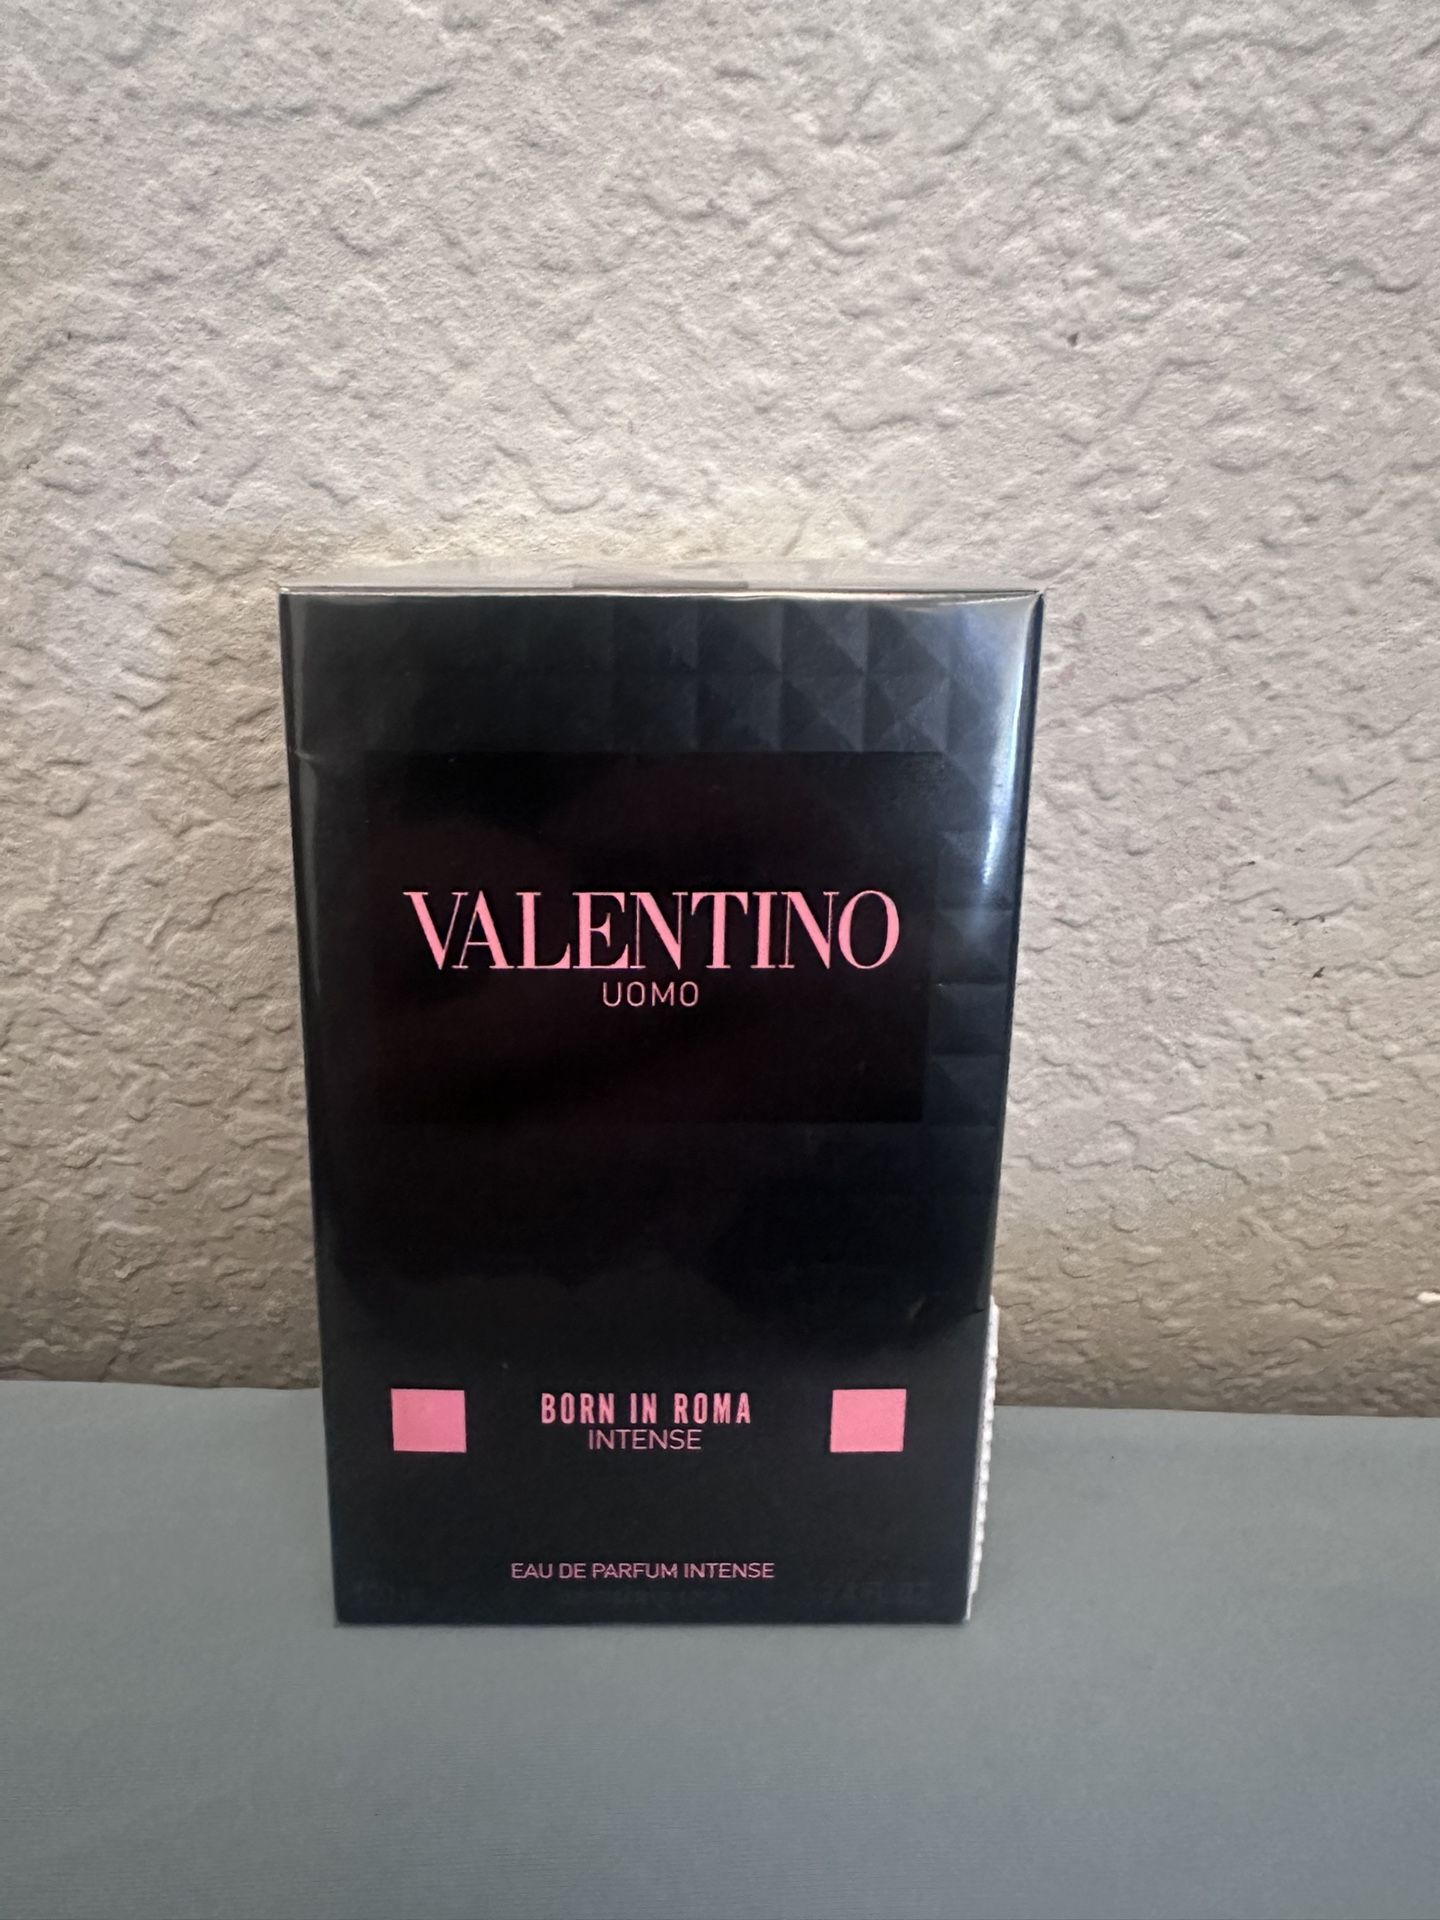 VALENTINO
UOMO
BORN IN ROMA
INTENSE
EAU DE PARFUM INTENSE